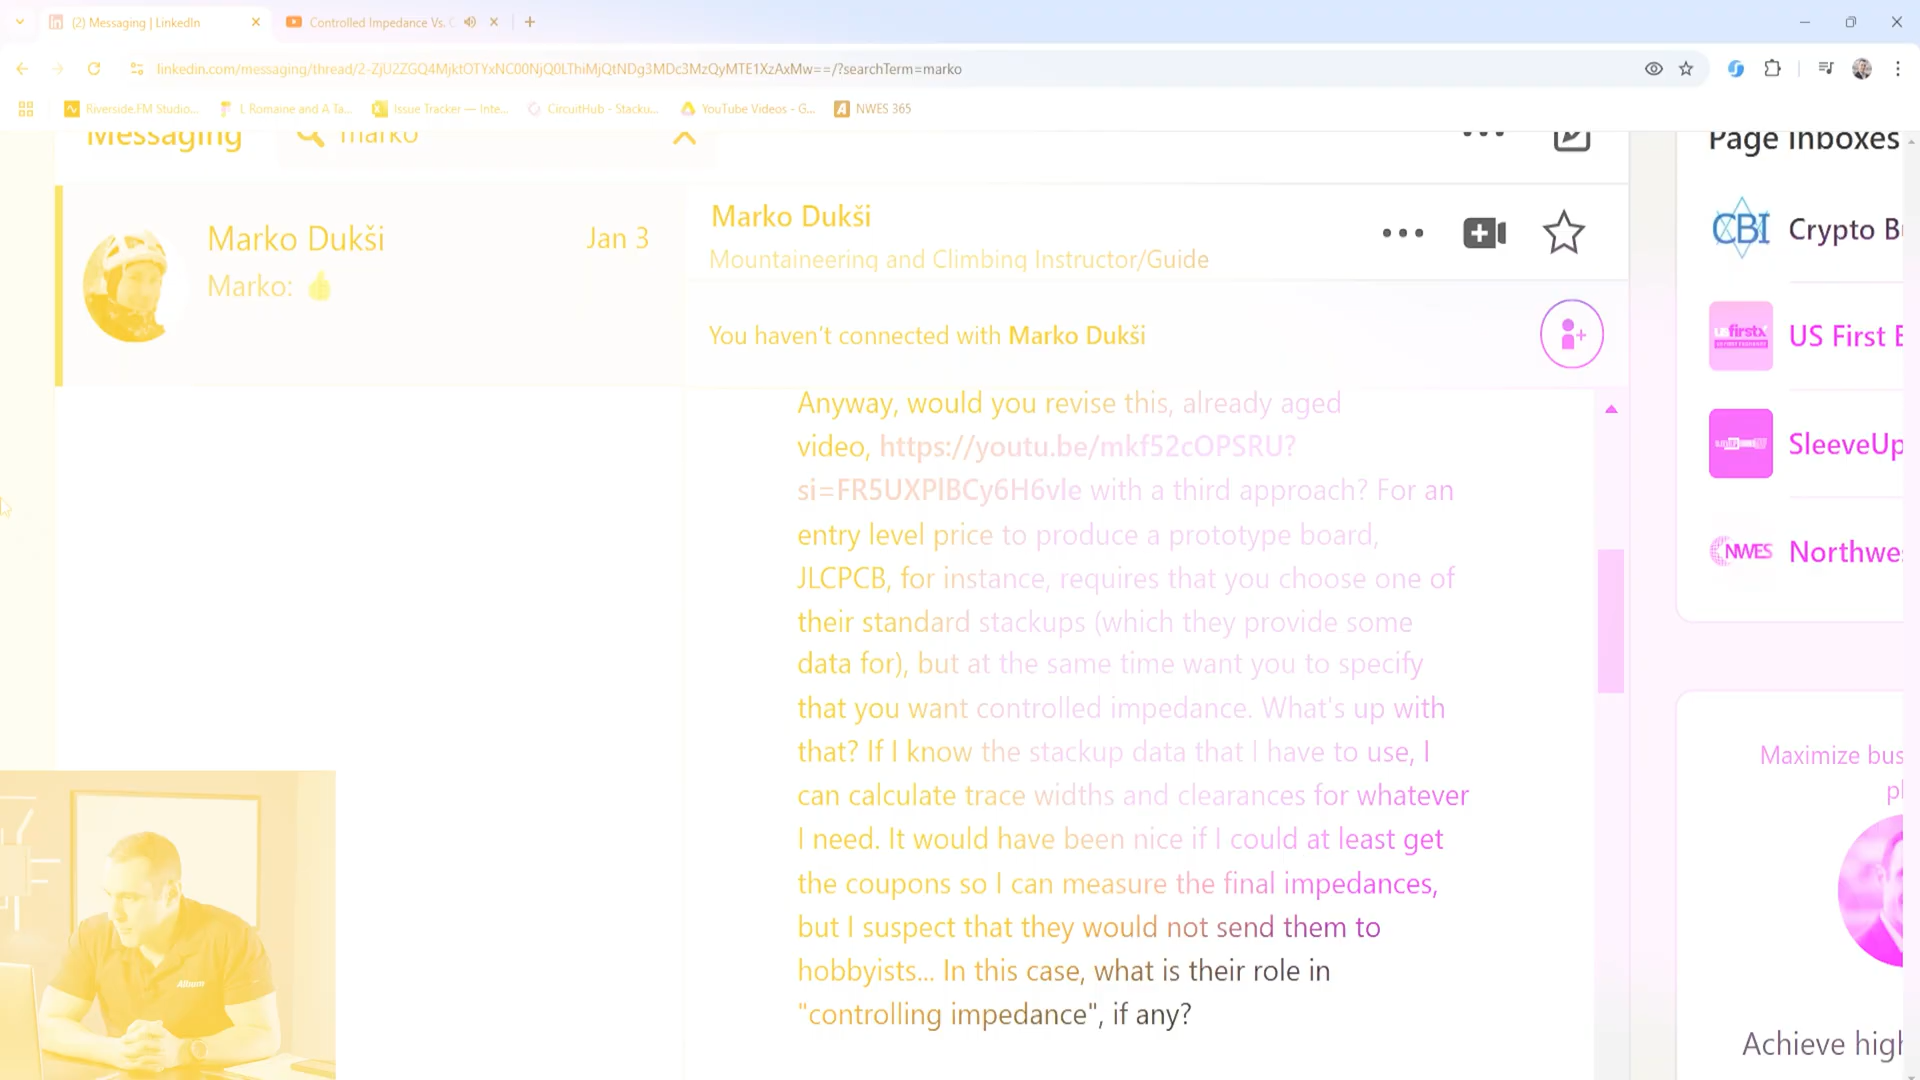 (2) Messaging | LinkedIn
Controlled Impedance Vs. C
linkedin.com/messaging/thread/2-ZjU2ZGQ4MjktOTYxNC00NjQ0LThiMjQtNDg3MDc3MzQyMTE1XzAxMw==/?searchTerm=marko
Riverside.FM Studio...
I. Romaine and A Ta...
Issue Tracker — Inte...
CircuitHub - Stacku...
YouTube Videos - G...
NWES 365
Messaging
marko
Page inboxes
Marko Dukši
Jan 3
Marko: 👍
Marko Dukši
Mountaineering and Climbing Instructor/Guide
You haven't connected with Marko Dukši
Anyway, would you revise this, already aged
video, https://youtu.be/mkf52cOPSRU?
si=FR5UXPlBCy6H6vle with a third approach? For an
entry level price to produce a prototype board,
JLCPCB, for instance, requires that you choose one of
their standard stackups (which they provide some
data for), but at the same time want you to specify
that you want controlled impedance. What's up with
that? If I know the stackup data that I have to use, I
can calculate trace widths and clearances for whatever
I need. It would have been nice if I could at least get
the coupons so I can measure the final impedances,
but I suspect that they would not send them to
hobbyists... In this case, what is their role in
"controlling impedance", if any?
CBI
Crypto B
usfirstx
US First E
SleeveUp
NWES
Northwe
Maximize bus
pl
Achieve high
Altium